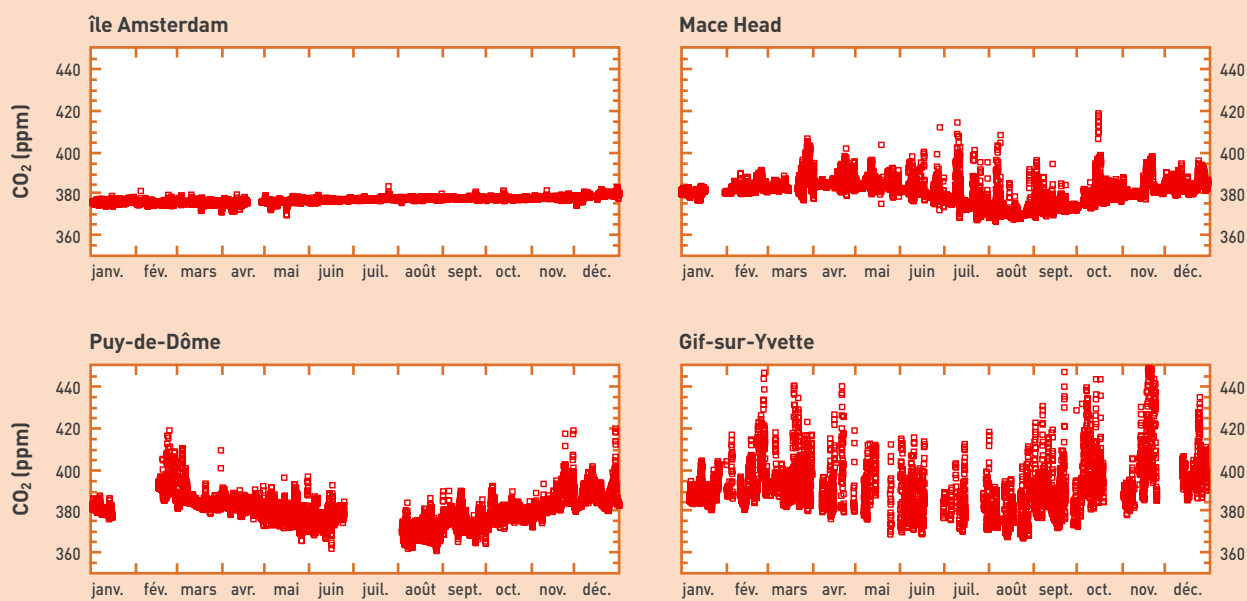 île Amsterdam
CO₂ (ppm)
440
420
400
380
360
janv. fév. mars avr. mai juin juil. août sept. oct. nov. déc.
Mace Head
440
420
400
380
360
janv. fév. mars avr. mai juin juil. août sept. oct. nov. déc.
Puy-de-Dôme
CO₂ (ppm)
440
420
400
380
360
janv. fév. mars avr. mai juin juil. août sept. oct. nov. déc.
Gif-sur-Yvette
440
420
400
380
360
janv. fév. mars avr. mai juin juil. août sept. oct. nov. déc.